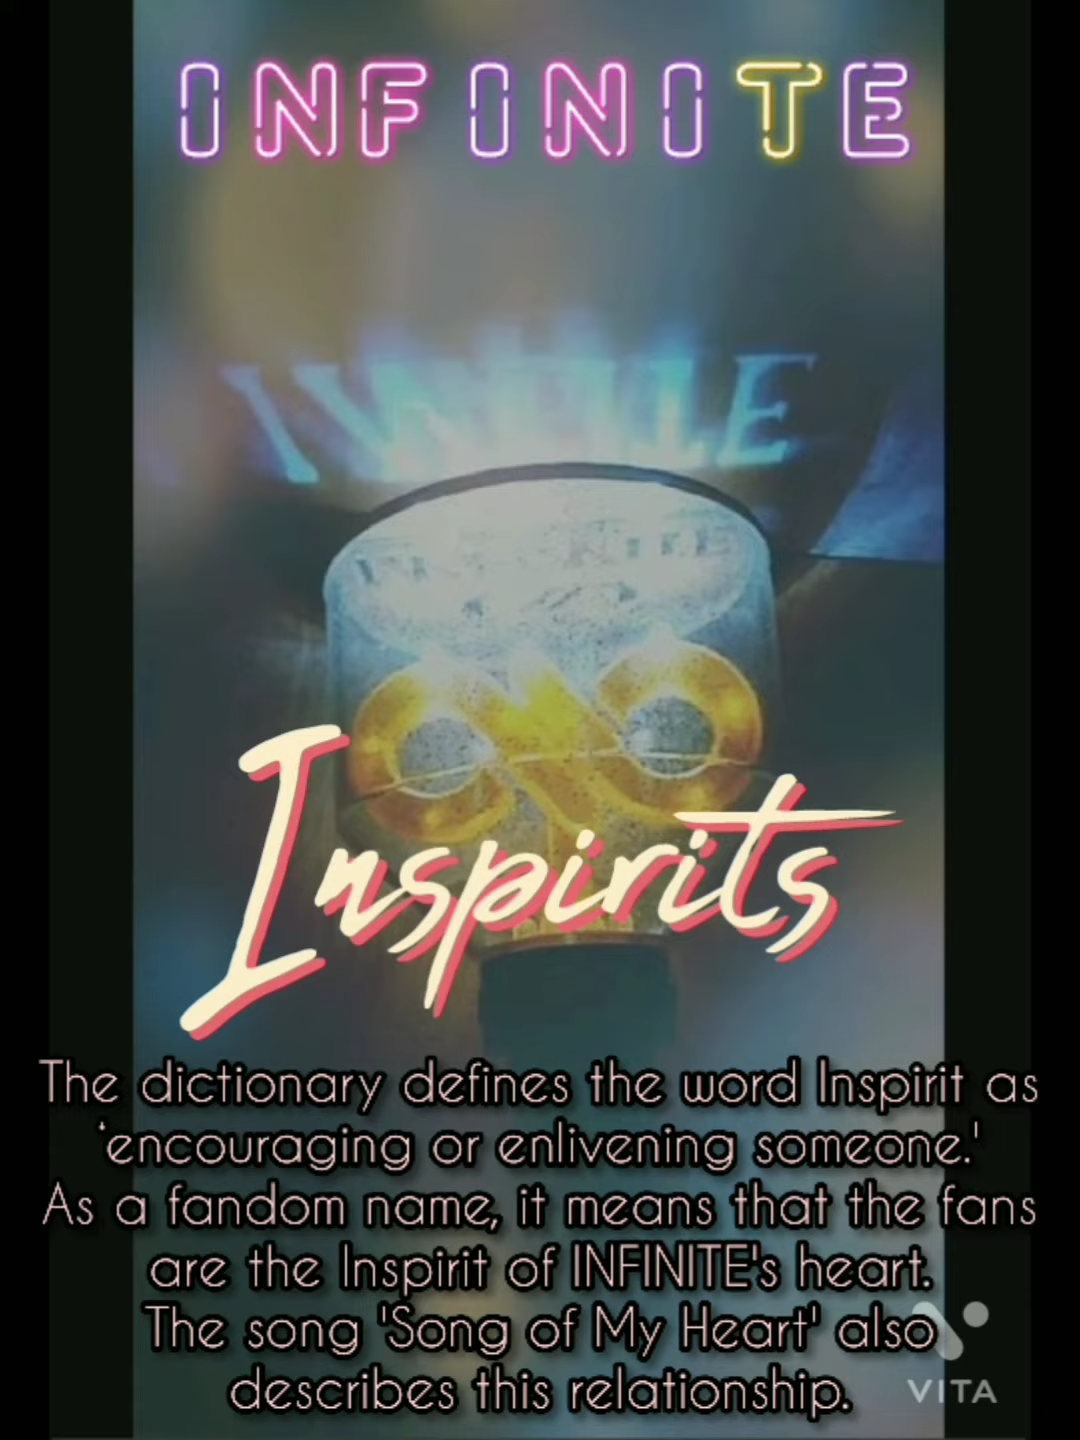 INFINITE
Inspirits
The dictionary defines the word Inspirit as
'encouraging or enlivening someone.'
As a fandom name, it means that the fans
are the Inspirit of INFINITE's heart.
The song 'Song of My Heart' also
describes this relationship.
VITA